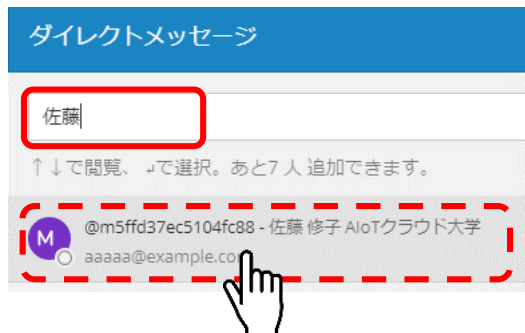 ダイレクトメッセージ
佐藤
↑↓で閲覧、↵で選択。あと7 人 追加できます。
M
@m5ffd37ec5104fc88 - 佐藤 修子 AIoTクラウド大学
aaaaa@example.com